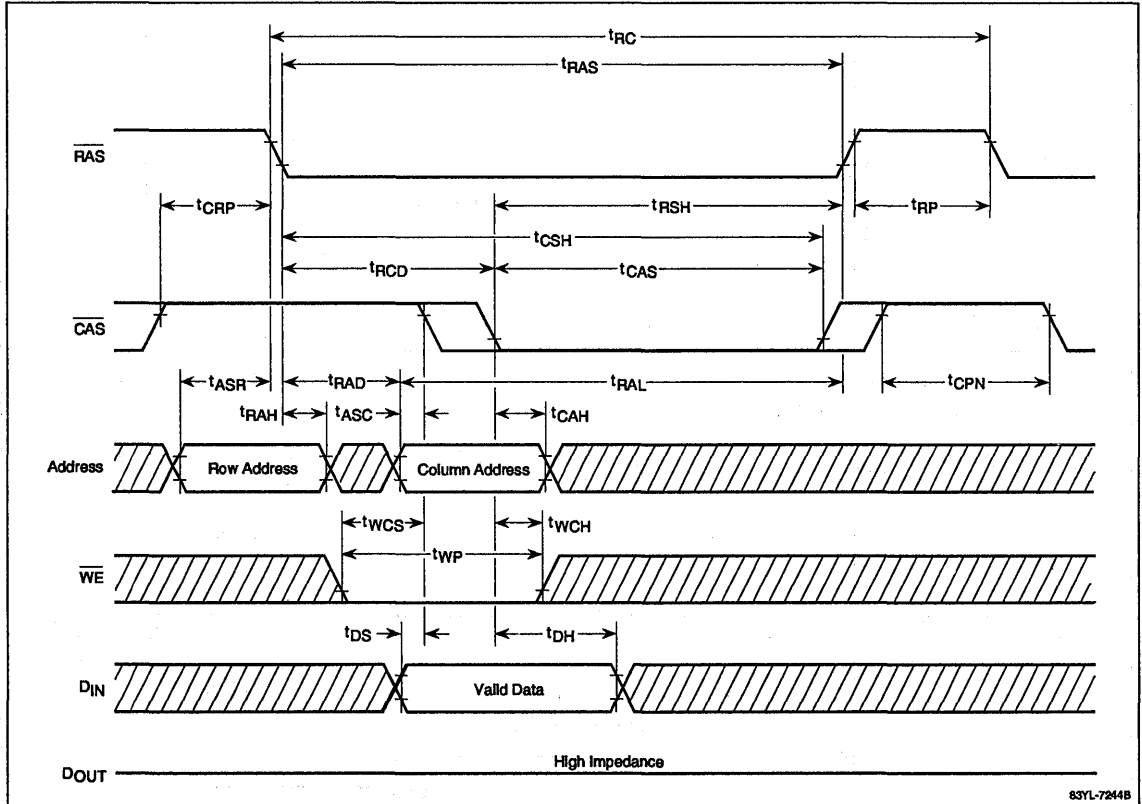 tRC
tRAS
RAS
tCRP
tRSH
tRP
tCSH
tRCD
tCAS
CAS
tASR
tRAD
tRAL
tCPN
tRAH
tASC
tCAH
Address
Row Address
Column Address
tWCS
tWCH
tWP
WE
tDS
tDH
DIN
Valid Data
High Impedance
DOUT
83YL-7244B